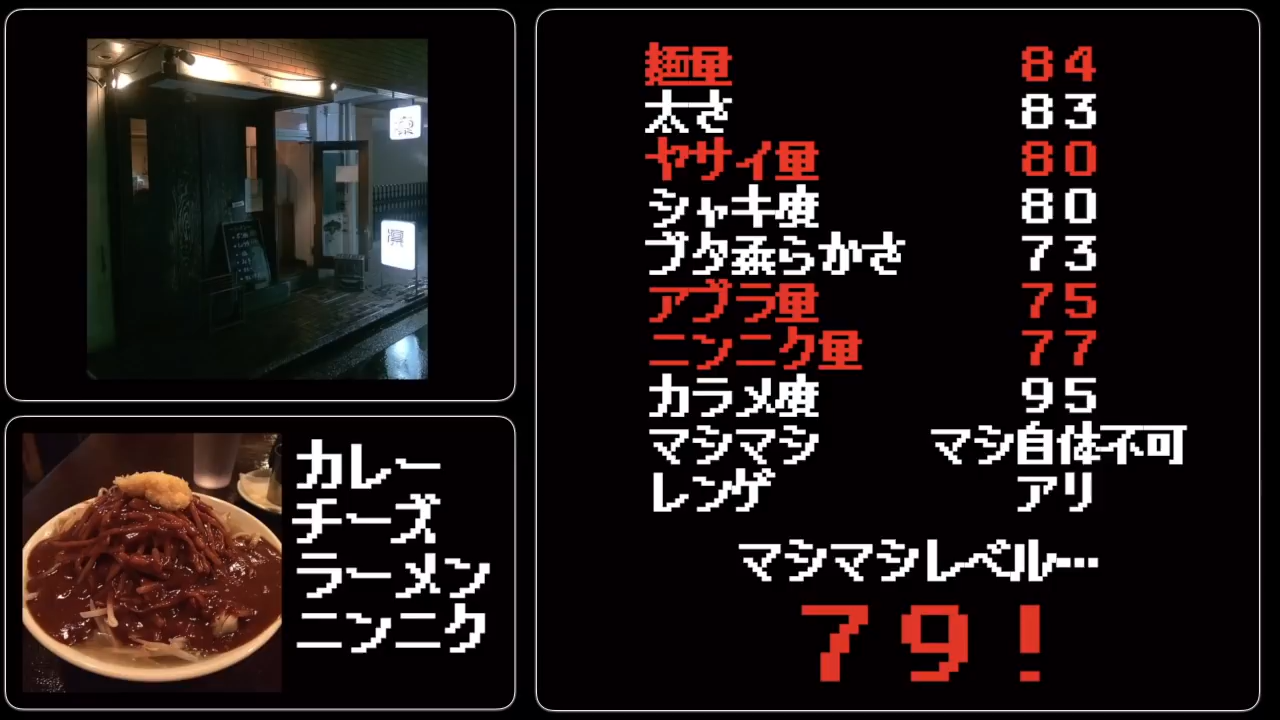 カレー
チーズ
ラーメン
ニンニク
麺量 84
太さ 83
ヤサイ量 80
シャキ度 80
ブタ柔らかさ 73
アブラ量 75
ニンニク量 77
カラメ度 95
マシマシ マシ自体不可
レンゲ アリ
マシマシレベル…
79!